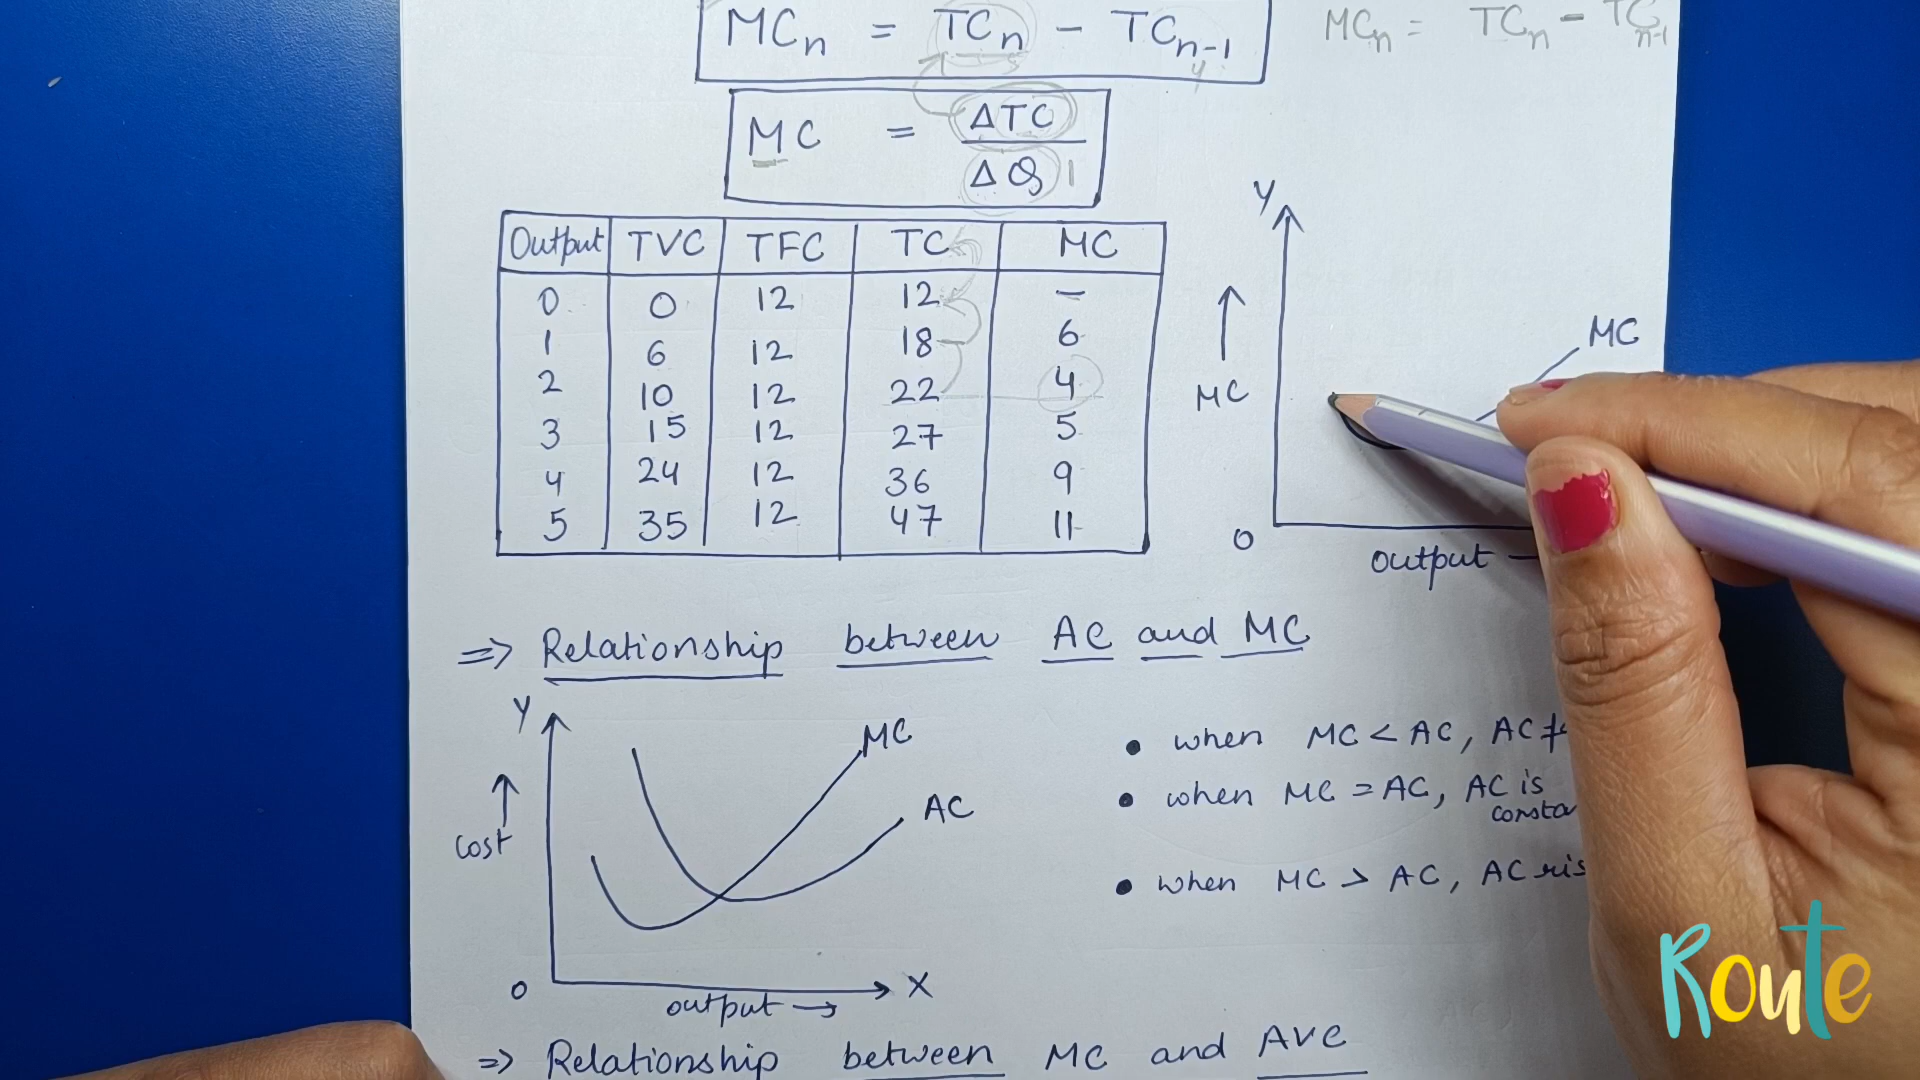 MCn = TCn - TCn-1
MCn = TCn - TCn-1
MC = ΔTC / ΔQ 1
Output TVC TFC TC MC
0 0 12 12 –
1 6 12 18 6
2 10 12 22 4
3 15 12 27 5
4 24 12 36 9
5 35 12 47 11
Y
MC
MC
O
output
⇒ Relationship between AC and MC
Y
MC
AC
cost
O
X
output →
• when MC < AC, AC
• when MC = AC, AC is
• when MC > AC, AC
⇒ Relationship between MC and AVC
Route